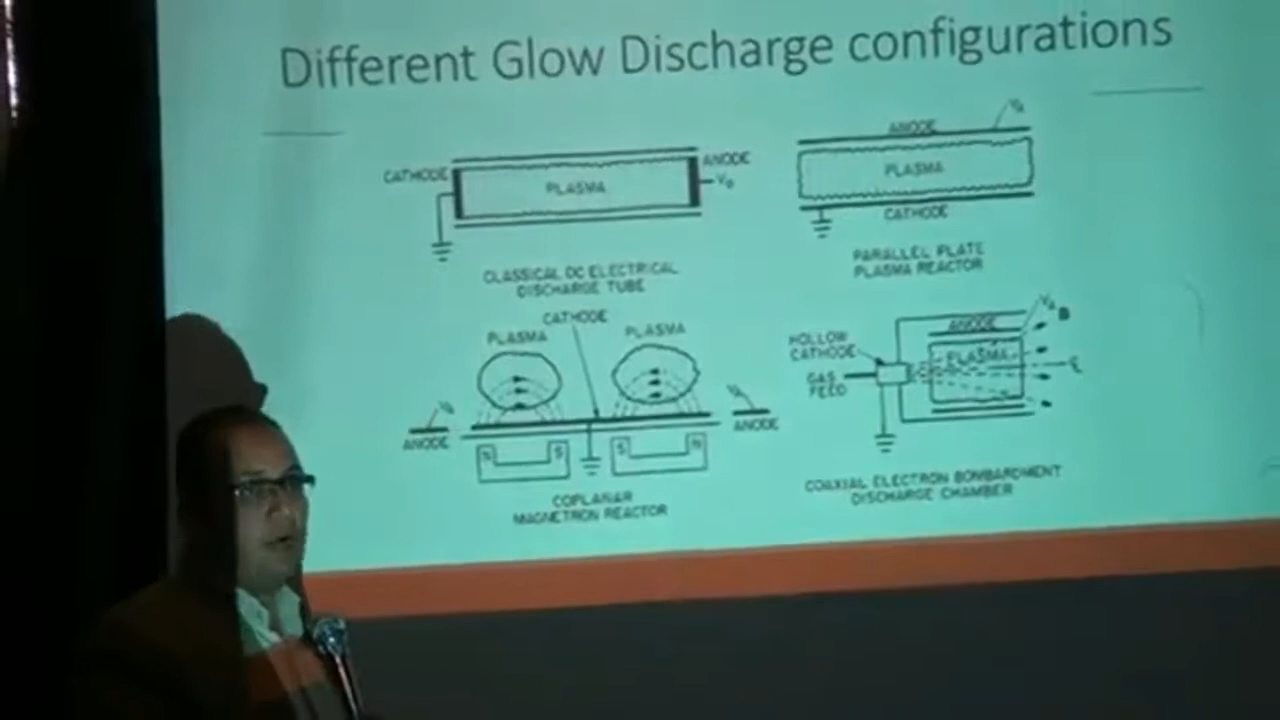 Different Glow Discharge configurations
CATHODE
PLASMA
ANODE
CLASSICAL DC ELECTRICAL
DISCHARGE TUBE
ANODE
PLASMA
CATHODE
PARALLEL PLATE
PLASMA REACTOR
CATHODE
PLASMA
PLASMA
ANODE
ANODE
N
S
S
N
COPLANAR
MAGNETRON REACTOR
ANODE
B
HOLLOW
CATHODE
PLASMA
GAS
FEED
COAXIAL ELECTRON BOMBARDMENT
DISCHARGE CHAMBER